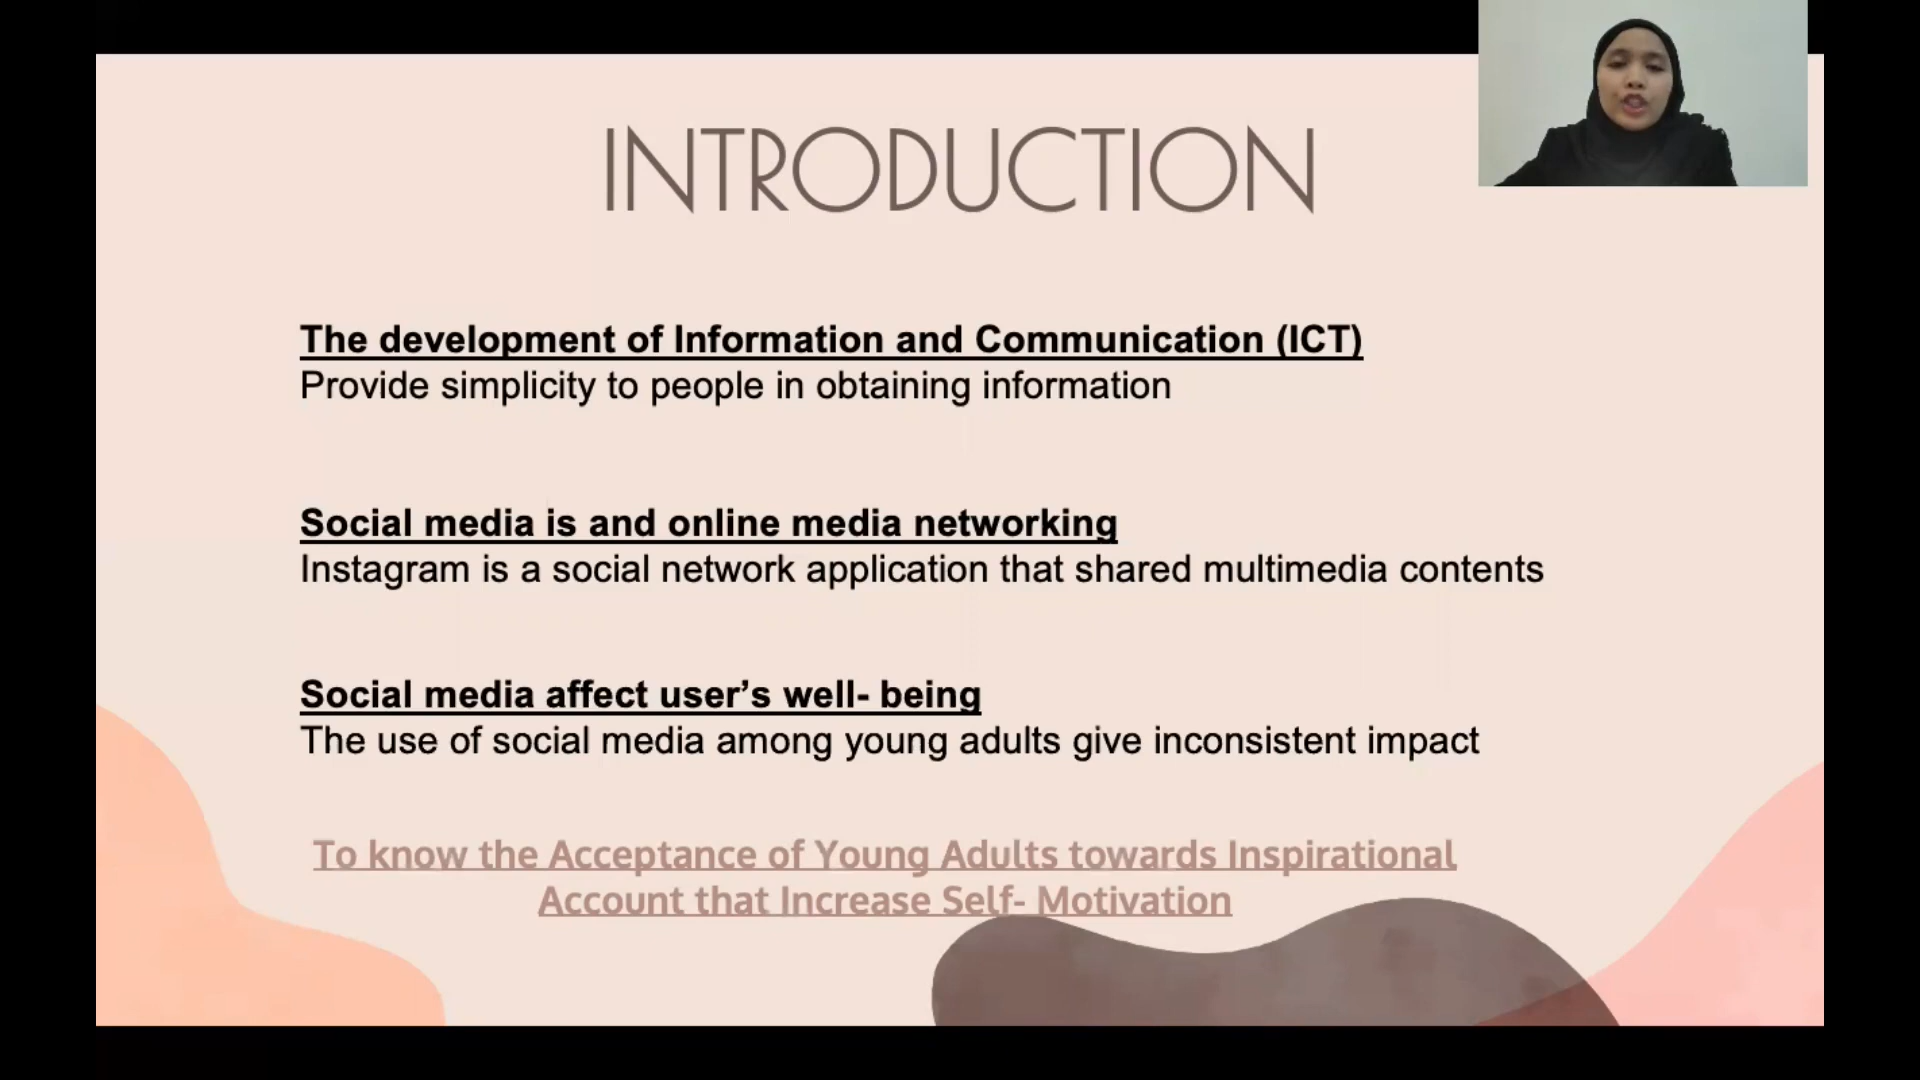 INTRODUCTION
The development of Information and Communication (ICT)
Provide simplicity to people in obtaining information
Social media is and online media networking
Instagram is a social network application that shared multimedia contents
Social media affect user’s well- being
The use of social media among young adults give inconsistent impact
To know the Acceptance of Young Adults towards Inspirational
Account that Increase Self- Motivation